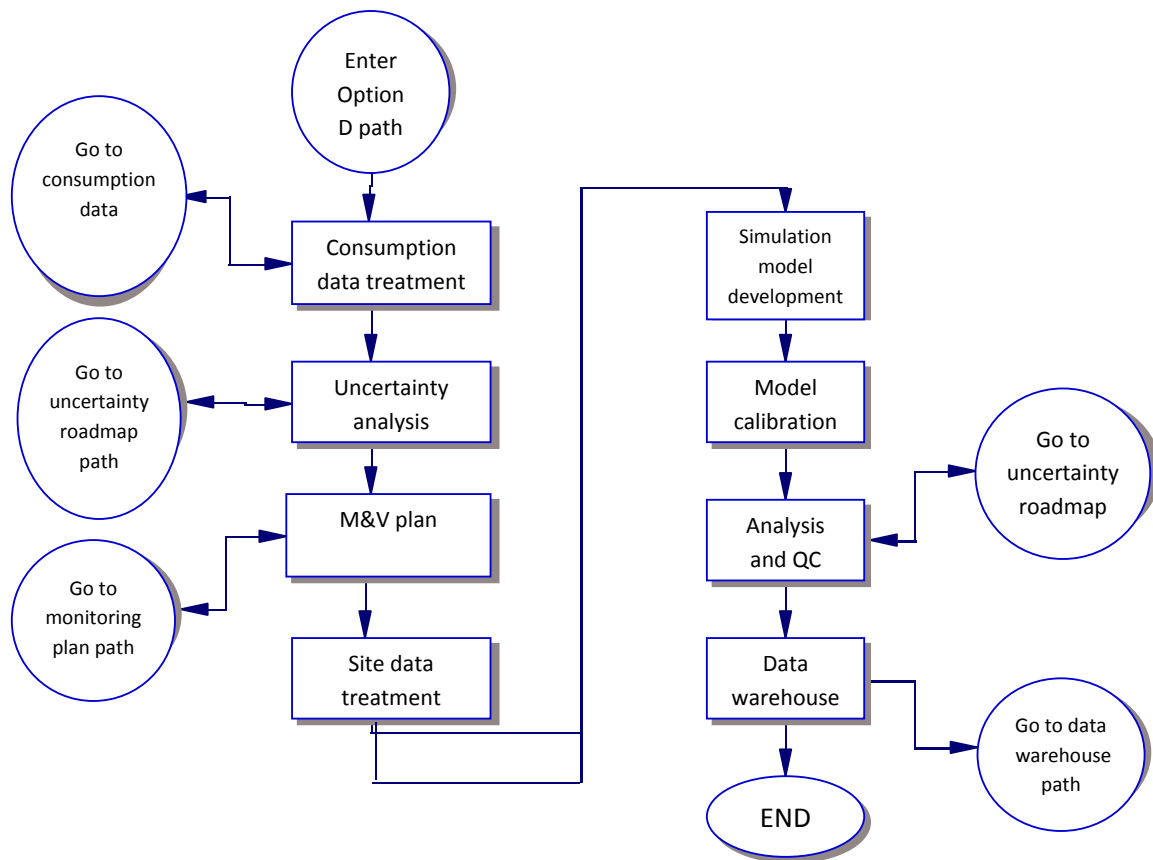 Enter
Option
D path
Go to
consumption
data
Consumption
data treatment
Go to
uncertainty
roadmap
path
Uncertainty
analysis
M&V plan
Go to
monitoring
plan path
Site data
treatment
Simulation
model
development
Model
calibration
Go to
uncertainty
roadmap
Analysis
and QC
Data
warehouse
Go to data
warehouse
path
END